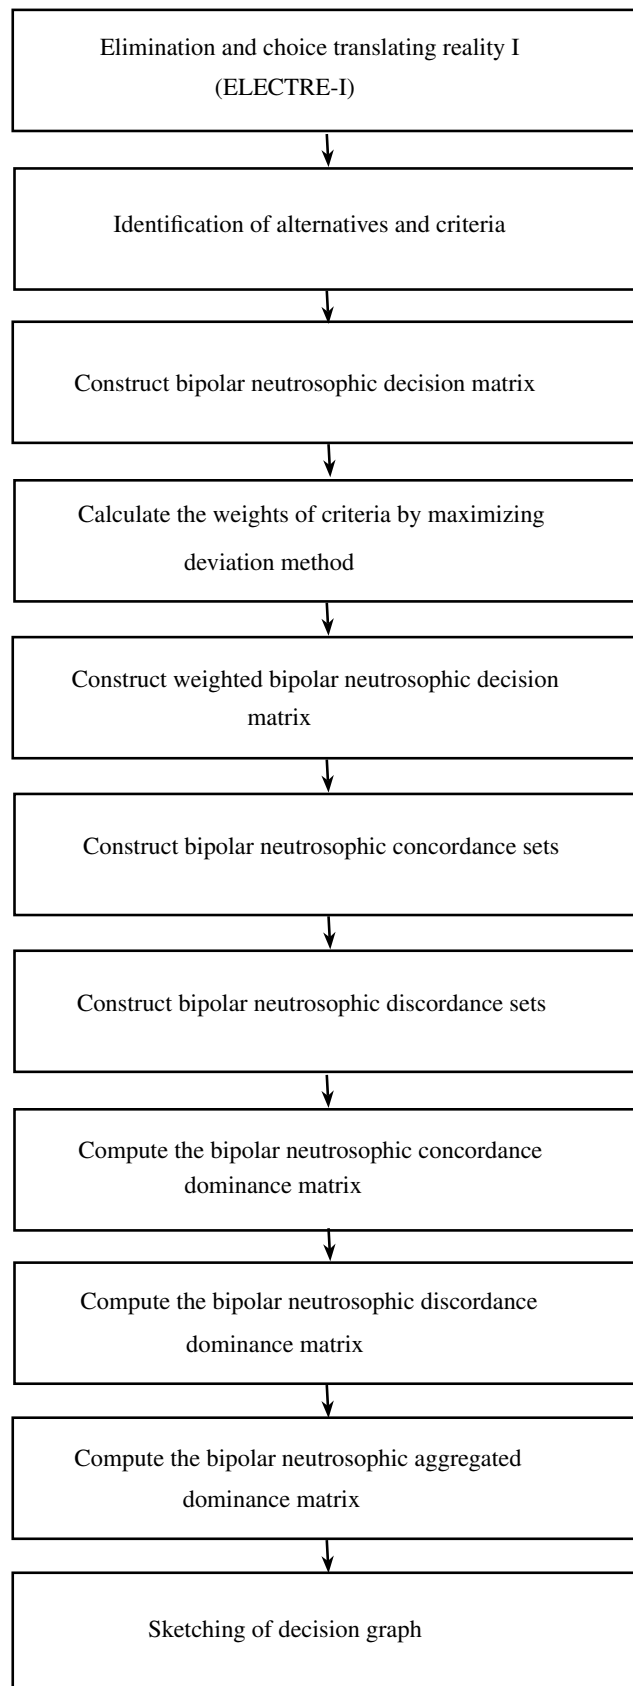 Elimination and choice translating reality I
(ELECTRE-I)
Identification of alternatives and criteria
Construct bipolar neutrosophic decision matrix
Calculate the weights of criteria by maximizing
deviation method
Construct weighted bipolar neutrosophic decision
matrix
Construct bipolar neutrosophic concordance sets
Construct bipolar neutrosophic discordance sets
Compute the bipolar neutrosophic concordance
dominance matrix
Compute the bipolar neutrosophic discordance
dominance matrix
Compute the bipolar neutrosophic aggregated
dominance matrix
Sketching of decision graph